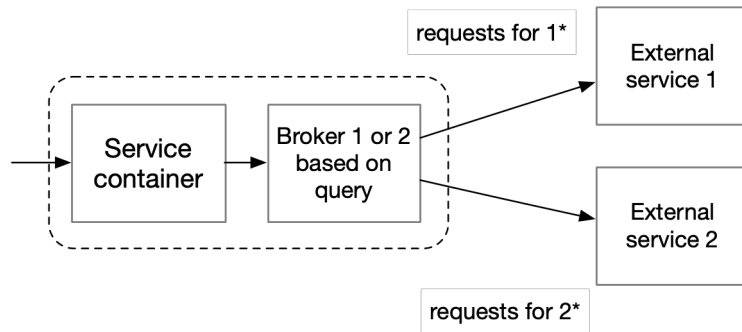 requests for 1*
External
service 1
Service
container
Broker 1 or 2
based on
query
External
service 2
requests for 2*